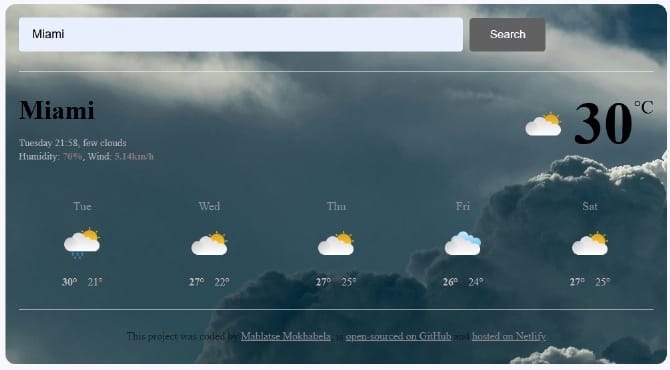 Miami
Search
Miami
30°C
Tuesday 21:58, few clouds
Humidity: 70%, Wind: 5.14km/h
Tue Wed Thu Fri Sat
30° 21° 27° 22° 27° 25° 26° 24° 27° 25°
This project was coded by Mahlatse Mokhabela, is open-sourced on GitHub and hosted on Netlify